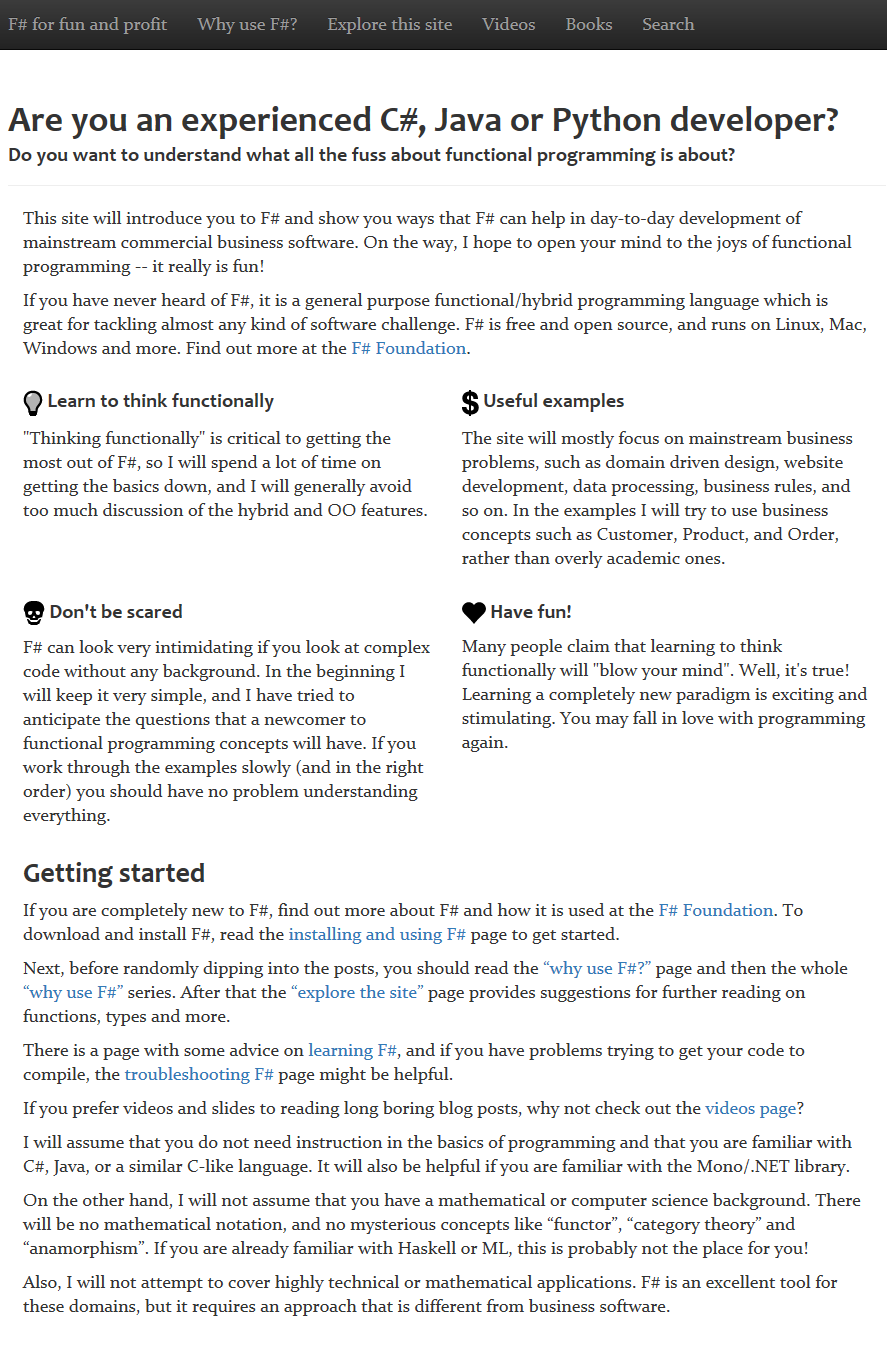 F# for fun and profit Why use F#? Explore this site Videos Books Search
Are you an experienced C#, Java or Python developer?
Do you want to understand what all the fuss about functional programming is about?
This site will introduce you to F# and show you ways that F# can help in day-to-day development of
mainstream commercial business software. On the way, I hope to open your mind to the joys of functional
programming -- it really is fun!
If you have never heard of F#, it is a general purpose functional/hybrid programming language which is
great for tackling almost any kind of software challenge. F# is free and open source, and runs on Linux, Mac,
Windows and more. Find out more at the F# Foundation.
Learn to think functionally
"Thinking functionally" is critical to getting the
most out of F#, so I will spend a lot of time on
getting the basics down, and I will generally avoid
too much discussion of the hybrid and OO features.
$ Useful examples
The site will mostly focus on mainstream business
problems, such as domain driven design, website
development, data processing, business rules, and
so on. In the examples I will try to use business
concepts such as Customer, Product, and Order,
rather than overly academic ones.
Don't be scared
F# can look very intimidating if you look at complex
code without any background. In the beginning I
will keep it very simple, and I have tried to
anticipate the questions that a newcomer to
functional programming concepts will have. If you
work through the examples slowly (and in the right
order) you should have no problem understanding
everything.
Have fun!
Many people claim that learning to think
functionally will "blow your mind". Well, it's true!
Learning a completely new paradigm is exciting and
stimulating. You may fall in love with programming
again.
Getting started
If you are completely new to F#, find out more about F# and how it is used at the F# Foundation. To
download and install F#, read the installing and using F# page to get started.
Next, before randomly dipping into the posts, you should read the “why use F#?” page and then the whole
“why use F#” series. After that the “explore the site” page provides suggestions for further reading on
functions, types and more.
There is a page with some advice on learning F#, and if you have problems trying to get your code to
compile, the troubleshooting F# page might be helpful.
If you prefer videos and slides to reading long boring blog posts, why not check out the videos page?
I will assume that you do not need instruction in the basics of programming and that you are familiar with
C#, Java, or a similar C-like language. It will also be helpful if you are familiar with the Mono/.NET library.
On the other hand, I will not assume that you have a mathematical or computer science background. There
will be no mathematical notation, and no mysterious concepts like “functor”, “category theory” and
“anamorphism”. If you are already familiar with Haskell or ML, this is probably not the place for you!
Also, I will not attempt to cover highly technical or mathematical applications. F# is an excellent tool for
these domains, but it requires an approach that is different from business software.